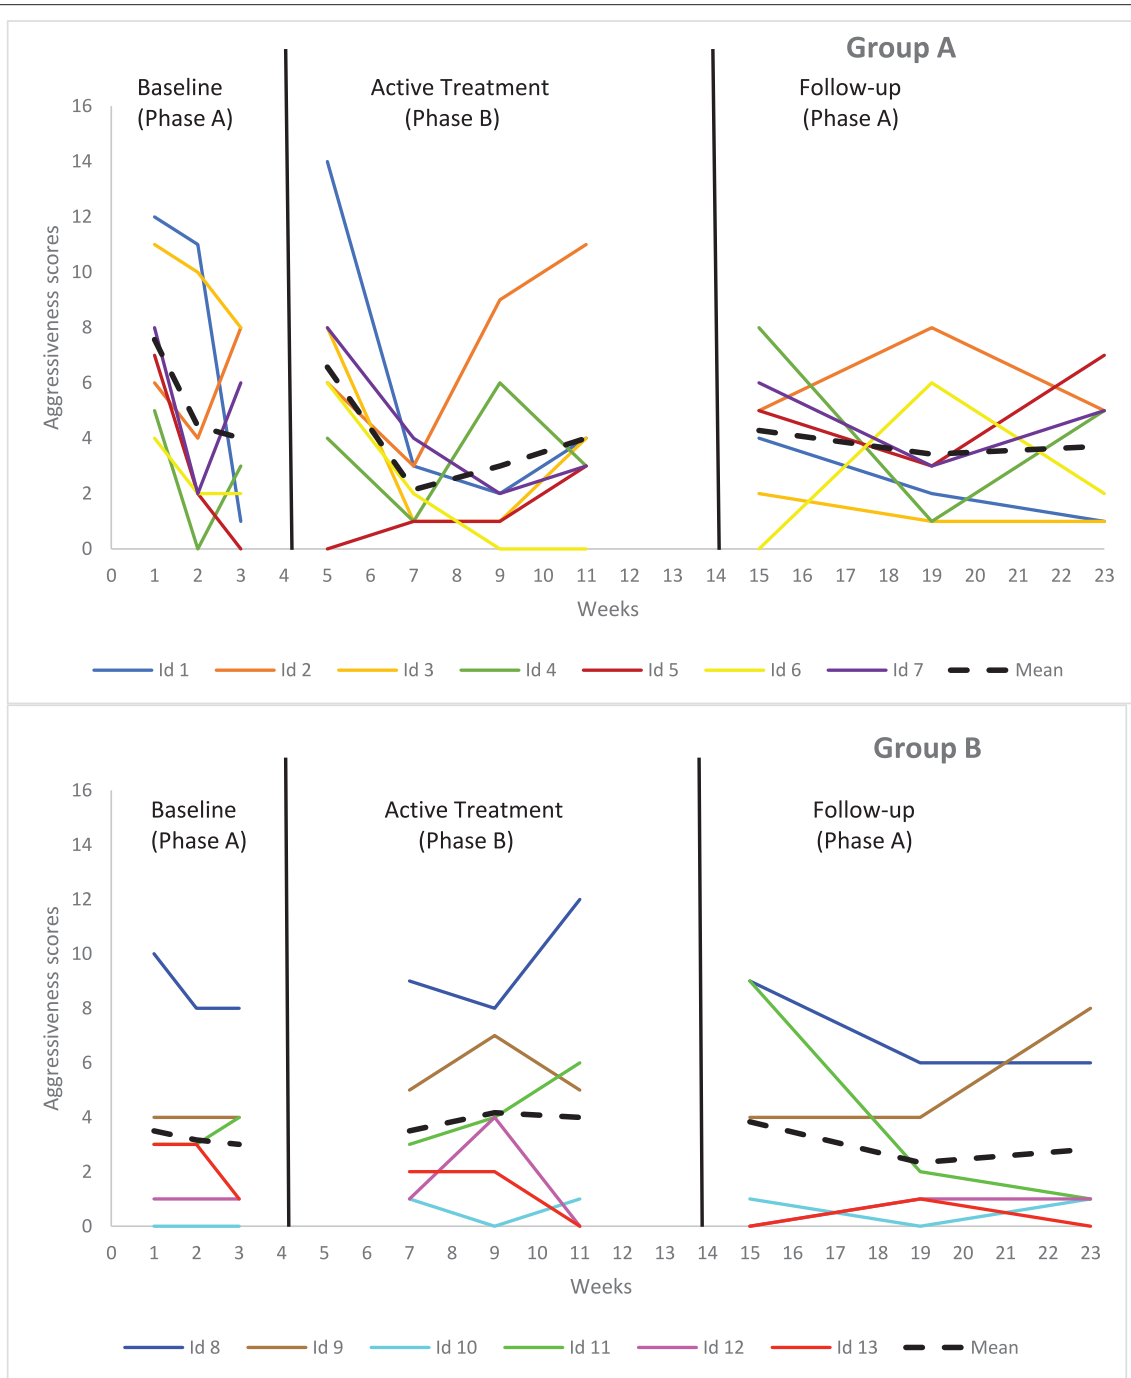 Group A
Baseline
(Phase A)
Active Treatment
(Phase B)
Follow-up
(Phase A)
16
14
12
10
8
6
4
2
0
Aggressiveness scores
0 1 2 3 4 5 6 7 8 9 10 11 12 13 14 15 16 17 18 19 20 21 22 23
Weeks
Id 1 Id 2 Id 3 Id 4 Id 5 Id 6 Id 7 Mean
Group B
Baseline
(Phase A)
Active Treatment
(Phase B)
Follow-up
(Phase A)
16
14
12
10
8
6
4
2
0
Aggressiveness scores
0 1 2 3 4 7 9 11 12 13 14 15 16 17 18 19 20 22 23
Weeks
Id 8 Id 9 Id 10 Id 11 Id 12 Id 13 Mean